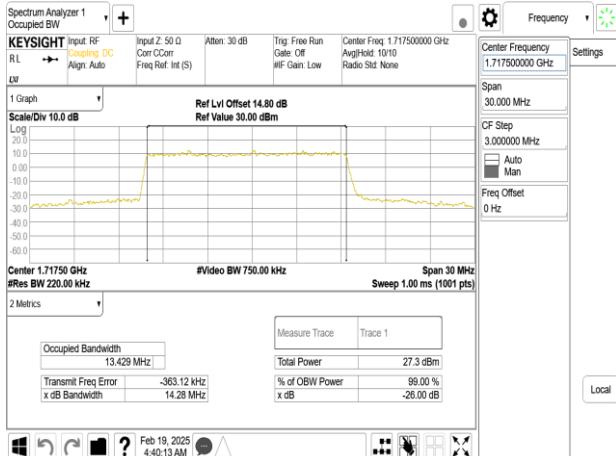 Spectrum Analyzer 1
Occupied BW
+
Frequency
KEYSIGHT
RL
LXI
Input: RF
Coupling: DC
Align: Auto
Input Z: 50 Ω
Corr CCorr
Freq Ref: Int (S)
Atten: 30 dB
Trig: Free Run
Gate: Off
#IF Gain: Low
Center Freq: 1.717500000 GHz
Avg|Hold: 10/10
Radio Std: None
Center Frequency
1.717500000 GHz
Settings
Span
30.000 MHz
CF Step
3.000000 MHz
Auto
Man
Freq Offset
0 Hz
Local
1 Graph
Scale/Div 10.0 dB
Ref Lvl Offset 14.80 dB
Ref Value 30.00 dBm
Log
20.0
10.0
0.00
-10.0
-20.0
-30.0
-40.0
-50.0
-60.0
Center 1.71750 GHz
#Video BW 750.00 kHz
Span 30 MHz
#Res BW 220.00 kHz
Sweep 1.00 ms (1001 pts)
2 Metrics
Measure Trace
Trace 1
Occupied Bandwidth
13.429 MHz
Total Power
27.3 dBm
Transmit Freq Error
-363.12 kHz
% of OBW Power
99.00 %
x dB Bandwidth
14.28 MHz
x dB
-26.00 dB
?
Feb 19, 2025
4:40:13 AM